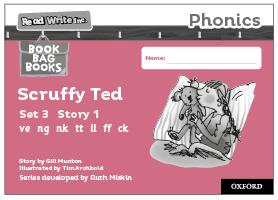 Read Write Inc.
Phonics
BOOK
BAG
BOOKS
Name:
Scruffy Ted
Set 3 Story 1
ve ng nk tt ll ff ck
Story by Gill Munton
Illustrated by Tim Archbold
Series developed by Ruth Miskin
OXFORD